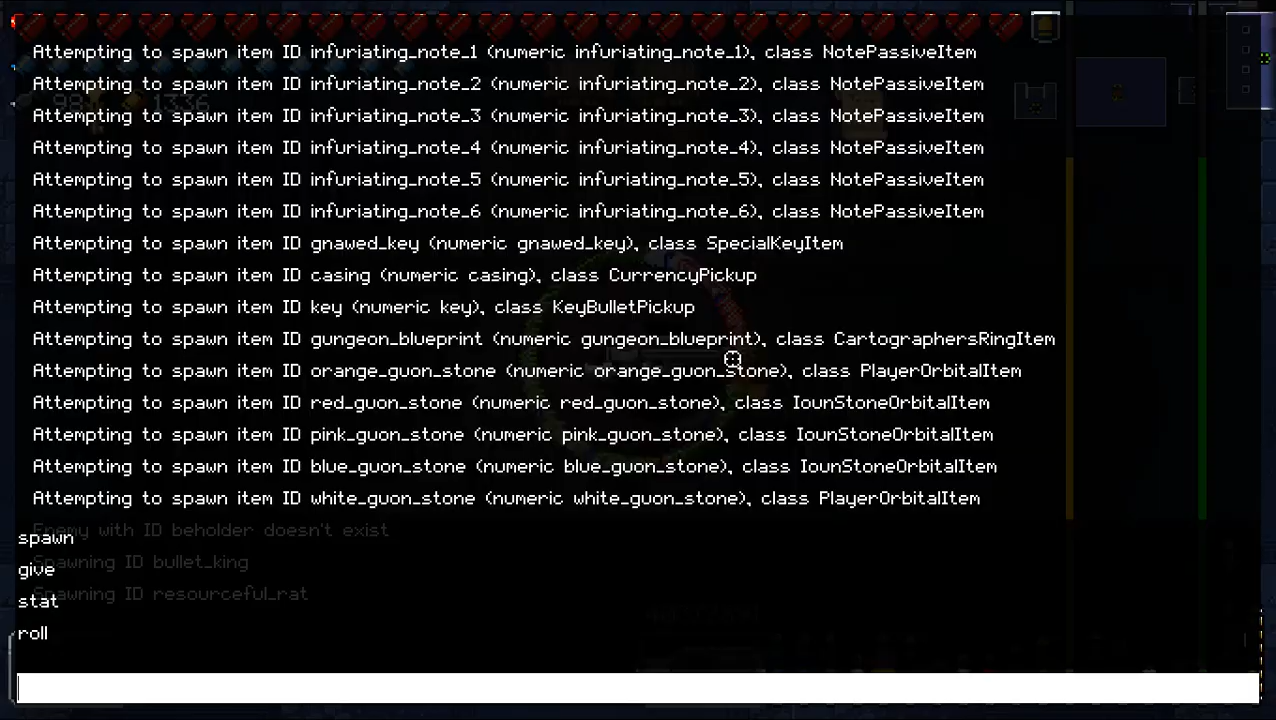 98 1336
Attempting to spawn item ID infuriating_note_1 (numeric infuriating_note_1), class NotePassiveItem
Attempting to spawn item ID infuriating_note_2 (numeric infuriating_note_2), class NotePassiveItem
Attempting to spawn item ID infuriating_note_3 (numeric infuriating_note_3), class NotePassiveItem
Attempting to spawn item ID infuriating_note_4 (numeric infuriating_note_4), class NotePassiveItem
Attempting to spawn item ID infuriating_note_5 (numeric infuriating_note_5), class NotePassiveItem
Attempting to spawn item ID infuriating_note_6 (numeric infuriating_note_6), class NotePassiveItem
Attempting to spawn item ID gnawed_key (numeric gnawed_key), class SpecialKeyItem
Attempting to spawn item ID casing (numeric casing), class CurrencyPickup
Attempting to spawn item ID key (numeric key), class KeyBulletPickup
Attempting to spawn item ID gungeon_blueprint (numeric gungeon_blueprint), class CartographersRingItem
Attempting to spawn item ID orange_guon_stone (numeric orange_guon_stone), class PlayerOrbitalItem
Attempting to spawn item ID red_guon_stone (numeric red_guon_stone), class IounStoneOrbitalItem
Attempting to spawn item ID pink_guon_stone (numeric pink_guon_stone), class IounStoneOrbitalItem
Attempting to spawn item ID blue_guon_stone (numeric blue_guon_stone), class IounStoneOrbitalItem
Attempting to spawn item ID white_guon_stone (numeric white_guon_stone), class PlayerOrbitalItem
Enemy with ID beholder doesn't exist
spawn
Spawning ID bullet_king
give
Spawning ID resourceful_rat
stat
roll